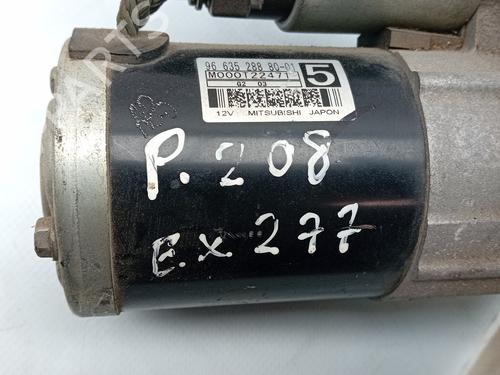 96 635 288 80-01
M000T22471
5
02 03
12V MITSUBISHI JAPON
P. 208
E.x 277